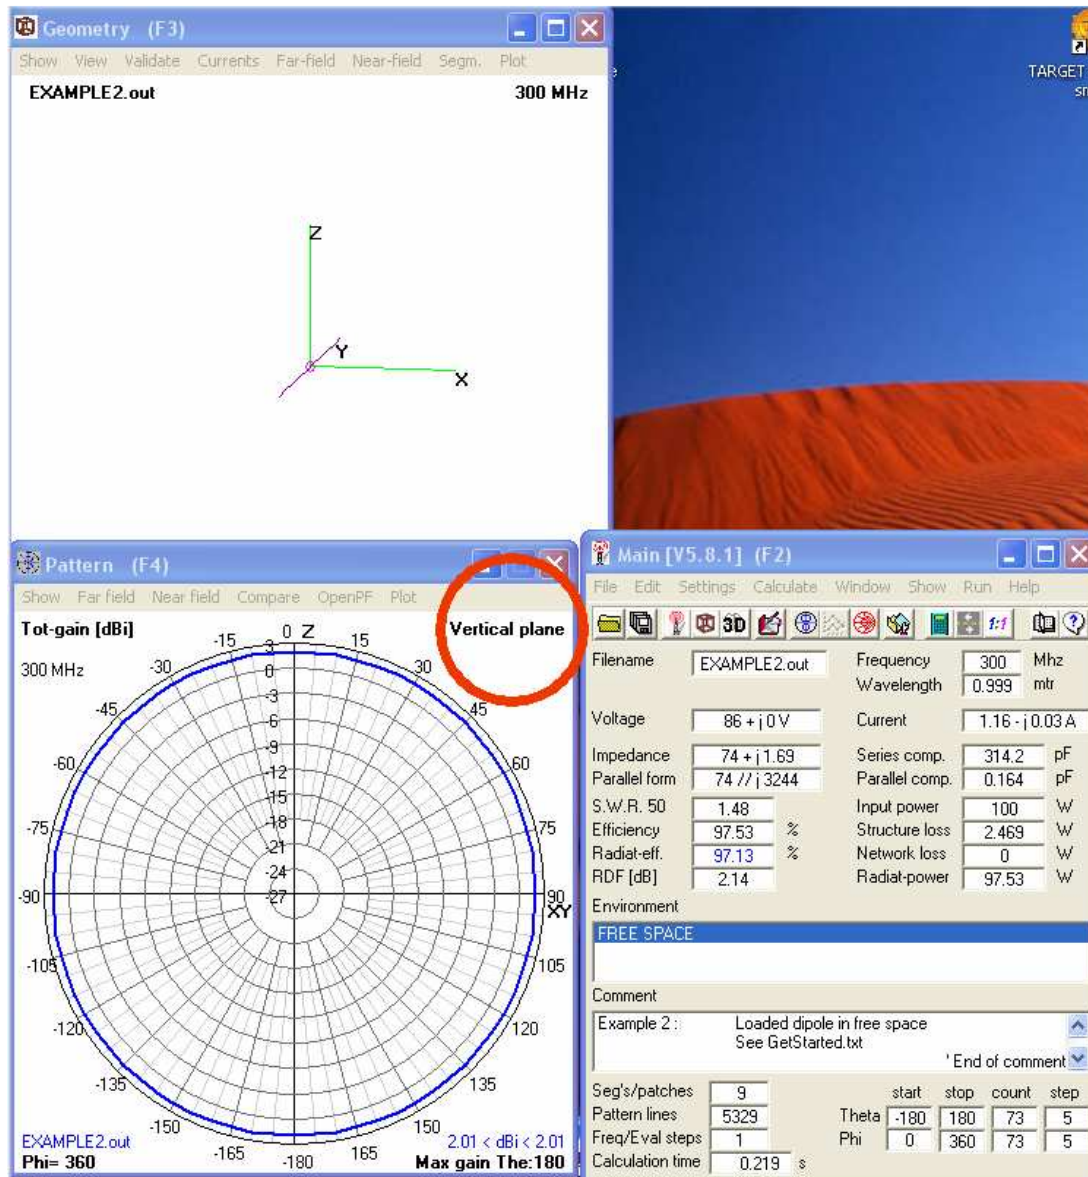 Geometry (F3)
Show View Validate Currents Far-field Near-field Segm. Plot
EXAMPLE2.out 300 MHz
Z
Y
X
TARGET
Pattern (F4)
Show Far field Near field Compare OpenPF Plot
Tot-gain [dBi] Vertical plane
300 MHz
0 Z
-15 15
-30 30
-45 45
-60 60
-75 75
-90 90
XY
-105 105
-120 120
-135 135
-150 150
-165 165
-180
3
0
-3
-6
-9
-12
-15
-18
-21
-24
-27
EXAMPLE2.out 2.01 < dBi < 2.01
Phi= 360 Max gain The:180
Main [V5.8.1] (F2)
File Edit Settings Calculate Window Show Run Help
3D 1:1 ?
Filename EXAMPLE2.out Frequency 300 Mhz
Wavelength 0.999 mtr
Voltage 86 + j 0 V Current 1.16 - j 0.03 A
Impedance 74 + j 1.69 Series comp. 314.2 pF
Parallel form 74 // j 3244 Parallel comp. 0.164 pF
S.W.R. 50 1.48 Input power 100 W
Efficiency 97.53 % Structure loss 2.469 W
Radiat-eff. 97.13 % Network loss 0 W
RDF [dB] 2.14 Radiat-power 97.53 W
Environment
FREE SPACE
Comment
Example 2 : Loaded dipole in free space
See GetStarted.txt
' End of comment
Seg's/patches 9 start stop count step
Pattern lines 5329 Theta -180 180 73 5
Freq/Eval steps 1 Phi 0 360 73 5
Calculation time 0.219 s